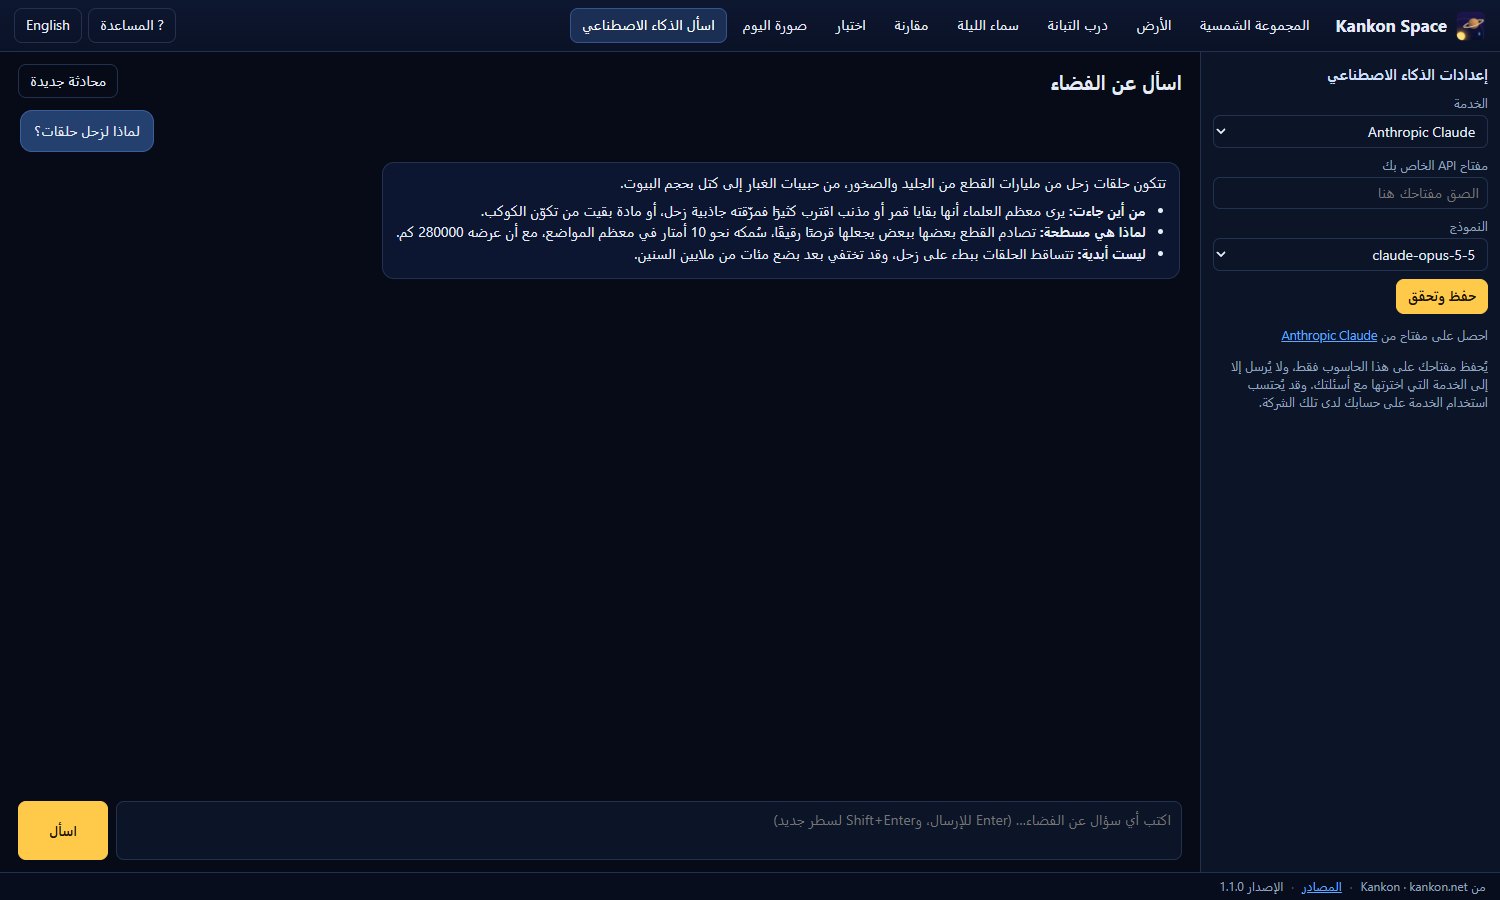 Kankon Space
المجموعة الشمسية
الأرض
درب التبانة
سماء الليلة
مقارنة
اختبار
صورة اليوم
اسأل الذكاء الاصطناعي
? المساعدة
English
إعدادات الذكاء الاصطناعي
الخدمة
Anthropic Claude
مفتاح API الخاص بك
الصق مفتاحك هنا
النموذج
claude-opus-5-5
حفظ وتحقق
احصل على مفتاح من Anthropic Claude
يُحفظ مفتاحك على هذا الحاسوب فقط، ولا يُرسل إلا
إلى الخدمة التي اخترتها مع أسئلتك. وقد يُحتسب
استخدام الخدمة على حسابك لدى تلك الشركة.
اسأل عن الفضاء
محادثة جديدة
لماذا لزحل حلقات؟
تتكون حلقات زحل من مليارات القطع من الجليد والصخور، من حبيبات الغبار إلى كتل بحجم البيوت.
• من أين جاءت: يرى معظم العلماء أنها بقايا قمر أو مذنب اقترب كثيرًا فمزّقته جاذبية زحل، أو مادة بقيت من تكوّن الكوكب.
• لماذا هي مسطحة: تصادم القطع بعضها ببعض يجعلها قرصًا رقيقًا، سُمكه نحو 10 أمتار في معظم المواضع، مع أن عرضه 280000 كم.
• ليست أبدية: تتساقط الحلقات ببطء على زحل، وقد تختفي بعد بضع مئات من ملايين السنين.
اكتب أي سؤال عن الفضاء... (Enter للإرسال، وShift+Enter لسطر جديد)
اسأل
من Kankon · kankon.net · المصادر · الإصدار 1.1.0